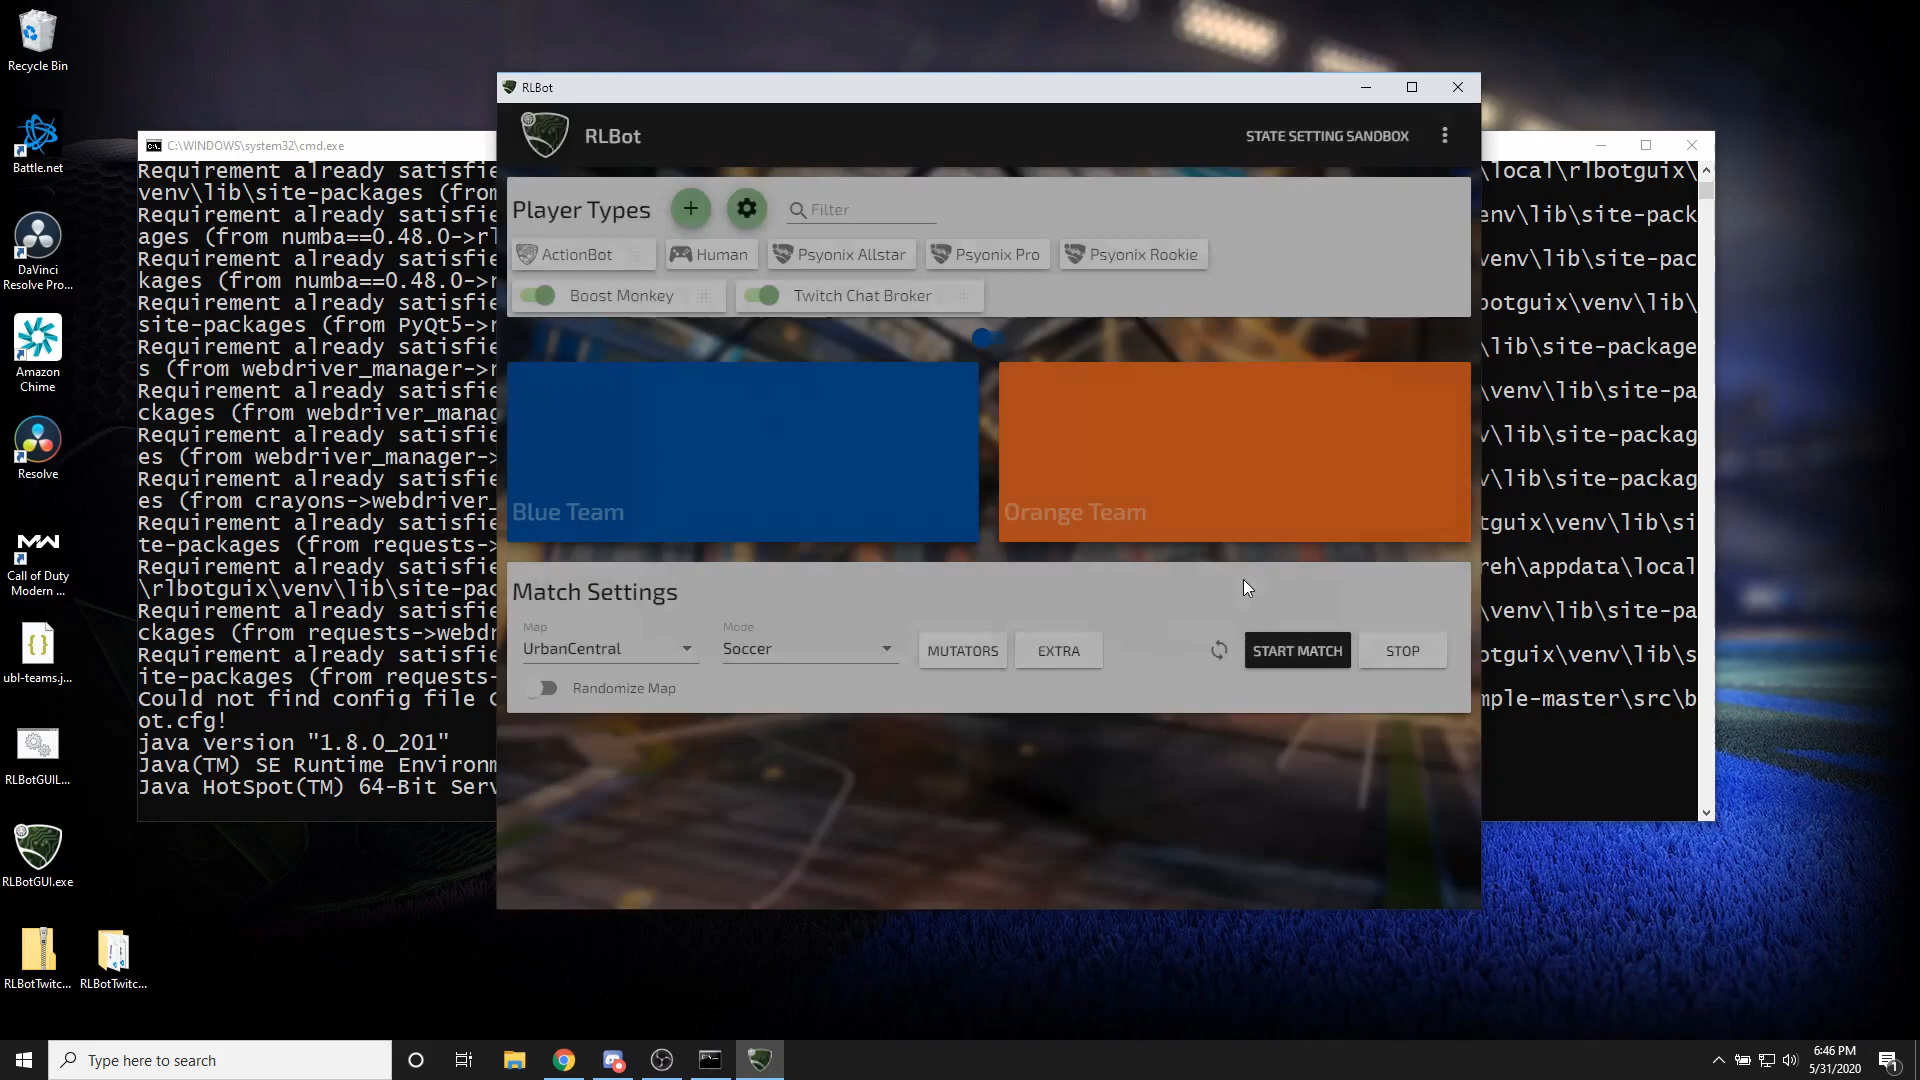 Recycle Bin
Battle.net
DaVinci
Resolve Pro...
Amazon
Chime
Resolve
Call of Duty
Modern ...
ubl-teams.j...
RLBotGUIL...
RLBotGUI.exe
RLBotTwitc...
RLBotTwitc...
C:\WINDOWS\system32\cmd.exe
Requirement already satisfie
venv\lib\site-packages (from
Requirement already satisfie
ages (from numba==0.48.0->rl
Requirement already satisfie
kages (from numba==0.48.0->r
Requirement already satisfie
site-packages (from PyQt5->r
Requirement already satisfie
s (from webdriver_manager->r
Requirement already satisfie
ckages (from webdriver_manag
Requirement already satisfie
es (from webdriver_manager->
Requirement already satisfie
es (from crayons->webdriver_
Requirement already satisfie
te-packages (from requests->
Requirement already satisfie
\rlbotguix\venv\lib\site-pac
Requirement already satisfie
ckages (from requests->webdr
Requirement already satisfie
ite-packages (from requests-
Could not find config file C
ot.cfg!
java version "1.8.0_201"
Java(TM) SE Runtime Environm
Java HotSpot(TM) 64-Bit Serv
RLBot
RLBot
STATE SETTING SANDBOX
Player Types
Filter
ActionBot
Human
Psyonix Allstar
Psyonix Pro
Psyonix Rookie
Boost Monkey
Twitch Chat Broker
Blue Team
Orange Team
Match Settings
Map
UrbanCentral
Mode
Soccer
MUTATORS
EXTRA
START MATCH
STOP
Randomize Map
\local\rlbotguix\
env\lib\site-pack
env\lib\site-pac
botguix\venv\lib\
\lib\site-package
v\lib\site-pa
v\lib\site-packag
v\lib\site-packag
tguix\venv\lib\si
reh\appdata\local
\venv\lib\site-pa
otguix\venv\lib\s
mple-master\src\b
Type here to search
6:46 PM
5/31/2020
1